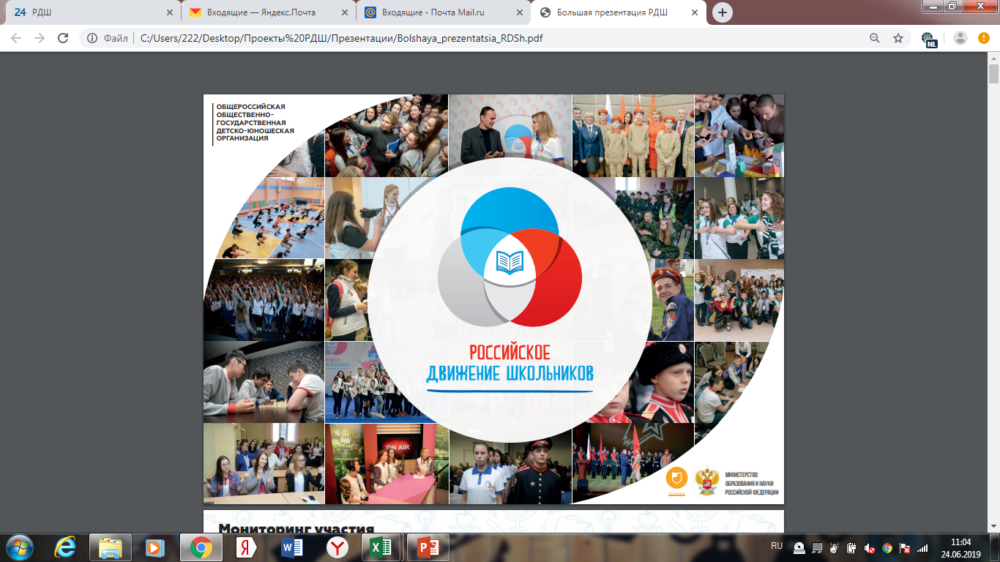 24 РДШ
Входящие — Яндекс.Почта
Входящие - Почта Mail.ru
Большая презентация РДШ
Файл
C:/Users/222/Desktop/Проекты%20РДШ/Презентации/Bolshaya_prezentatsia_RDSh.pdf
NL
ОБЩЕРОССИЙСКАЯ
ОБЩЕСТВЕННО-
ГОСУДАРСТВЕННАЯ
ДЕТСКО-ЮНОШЕСКАЯ
ОРГАНИЗАЦИЯ
РОССИЙСКОЕ
ДВИЖЕНИЕ ШКОЛЬНИКОВ
ON AIR
МИНИСТЕРСТВО
ОБРАЗОВАНИЯ И НАУКИ
РОССИЙСКОЙ ФЕДЕРАЦИИ
Мониторинг участия
RU
11:04
24.06.2019